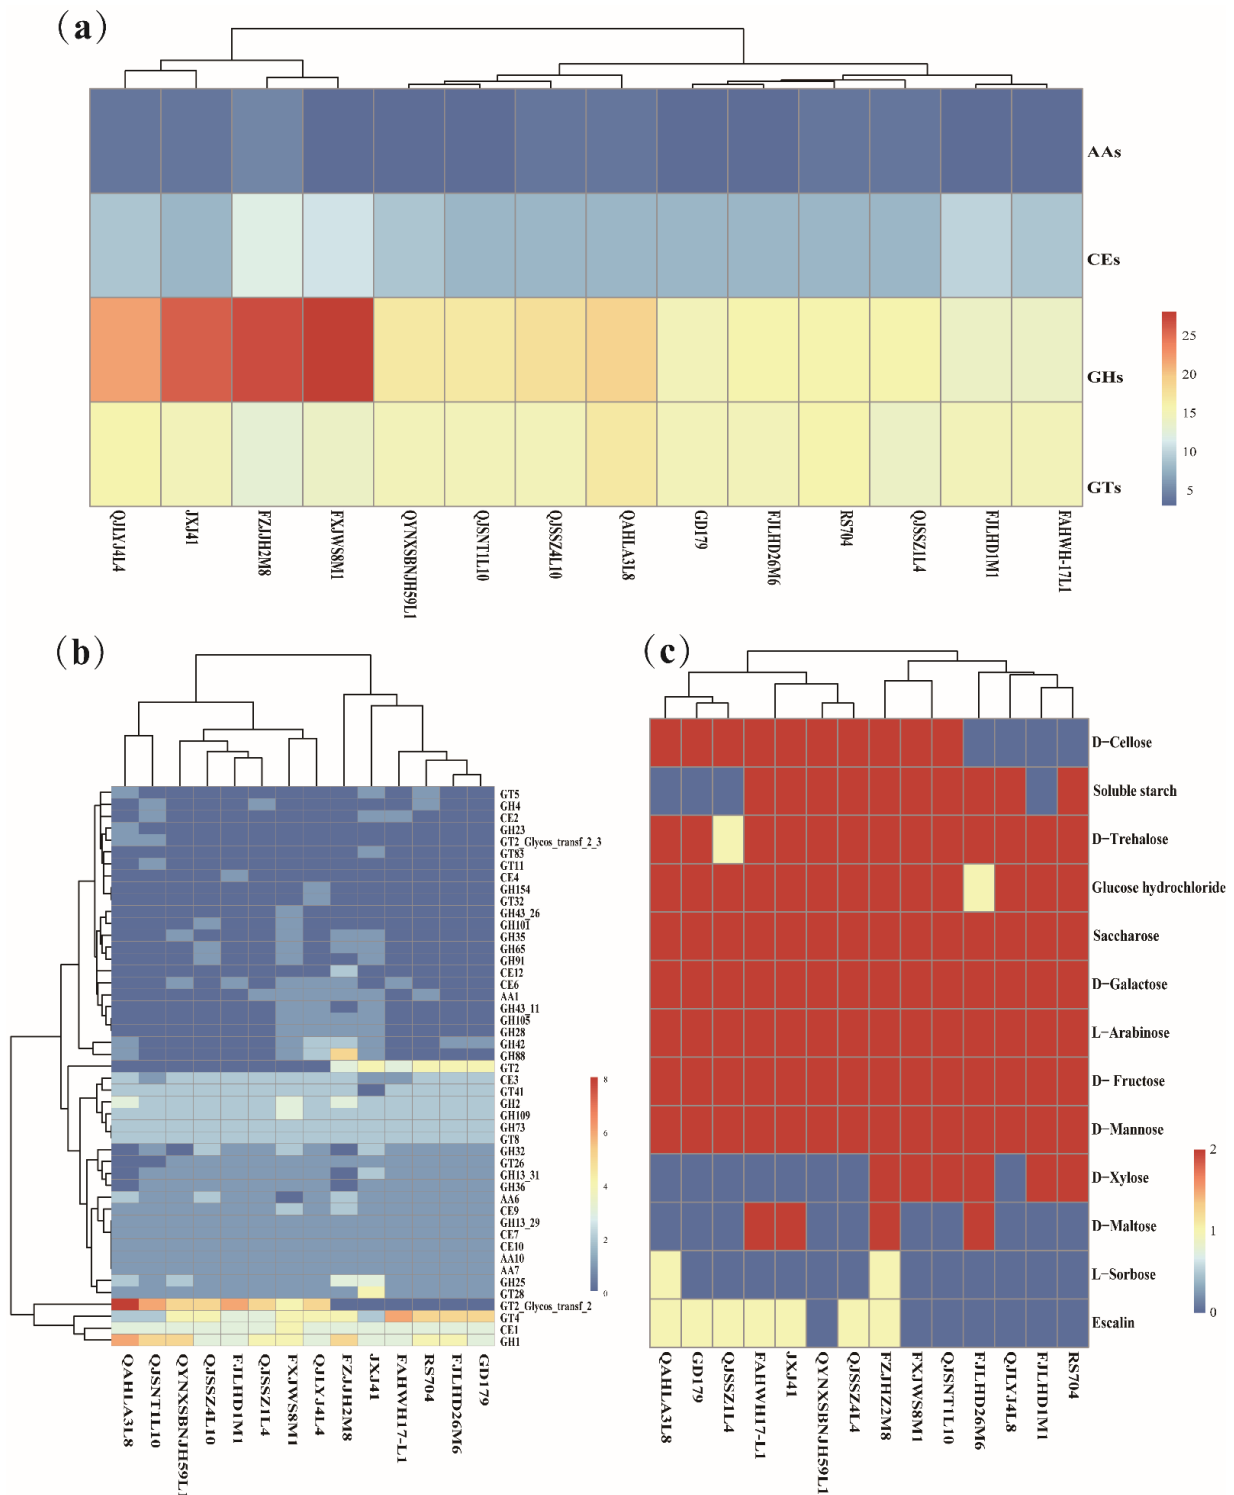 (a)
AAs
CEs
GHs
GTs
25
20
15
10
5
QJLYJ4L4
JXJ41
FZJJH2M8
FXJWS8M1
QYNXSBNJH59L1
QJSNT1L10
QJSSZ4L10
QAHLA3L8
GD179
FJLHD26M6
RS704
QJSSZ1L4
FJLHD1M1
FAHWH-17L1
(b)
GT5
GH4
CE2
GH23
GT2_Glycos_transf_2_3
GT83
GT11
CE4
GH154
GT32
GH43_26
GH101
GH35
GH65
GH91
CE12
CE6
AA1
GH43_11
GH105
GH28
GH42
GH88
GT2
CE3
GT41
GH2
GH109
GH73
GT8
GH32
GT26
GH13_31
GH36
AA6
CE9
GH13_29
CE7
CE10
AA10
AA7
GH25
GT28
GT2_Glycos_transf_2
GT4
CE1
GH1
8
6
4
2
0
QAHLA3L8
QJSNT1L10
QYNXSBNJH59L1
QJSSZ4L10
FJLHD1M1
QJSSZ1L4
FXJWS8M1
QJLYJ4L4
FZJJH2M8
JXJ41
FAHWH17-L1
RS704
FJLHD26M6
GD179
(c)
D-Cellose
Soluble starch
D-Trehalose
Glucose hydrochloride
Saccharose
D-Galactose
L-Arabinose
D- Fructose
D-Mannose
D-Xylose
D-Maltose
L-Sorbose
Escalin
2
1
0
QAHLA3L8
GD179
QJSSZ1L4
FAHWH17-L1
JXJ41
QYNXSBNJH59L1
QJSSZ4L4
FZJHZ2M8
FXJWS8M1
QJSNT1L10
FJLHD26M6
QJLYJ4L8
FJLHD1M1
RS704